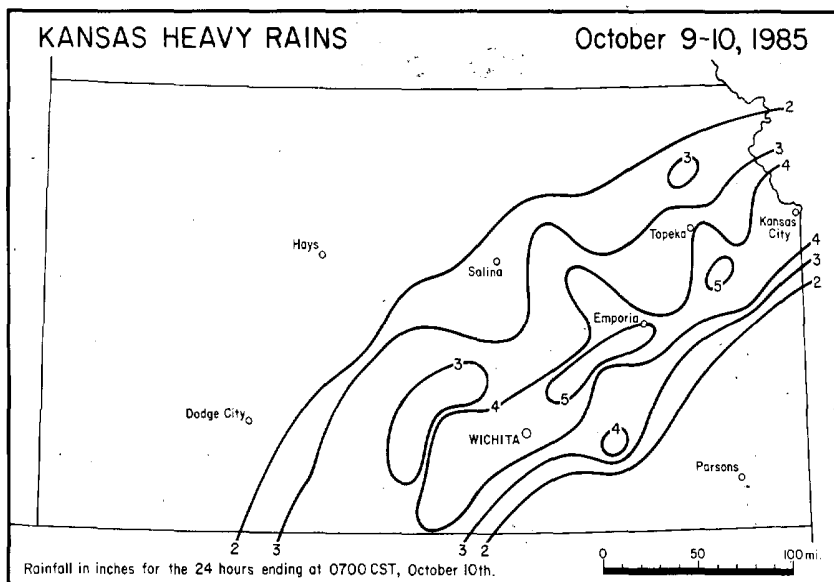 KANSAS HEAVY RAINS
October 9-10, 1985
2
3
3
4
Kansas City
Topeka
Hays
Salina
4
3
5
2
Emporia
3
4
5
Dodge City
WICHITA
4
Parsons
2
3
3
2
0 50 100 mi.
Rainfall in inches for the 24 hours ending at 0700 CST, October 10th.